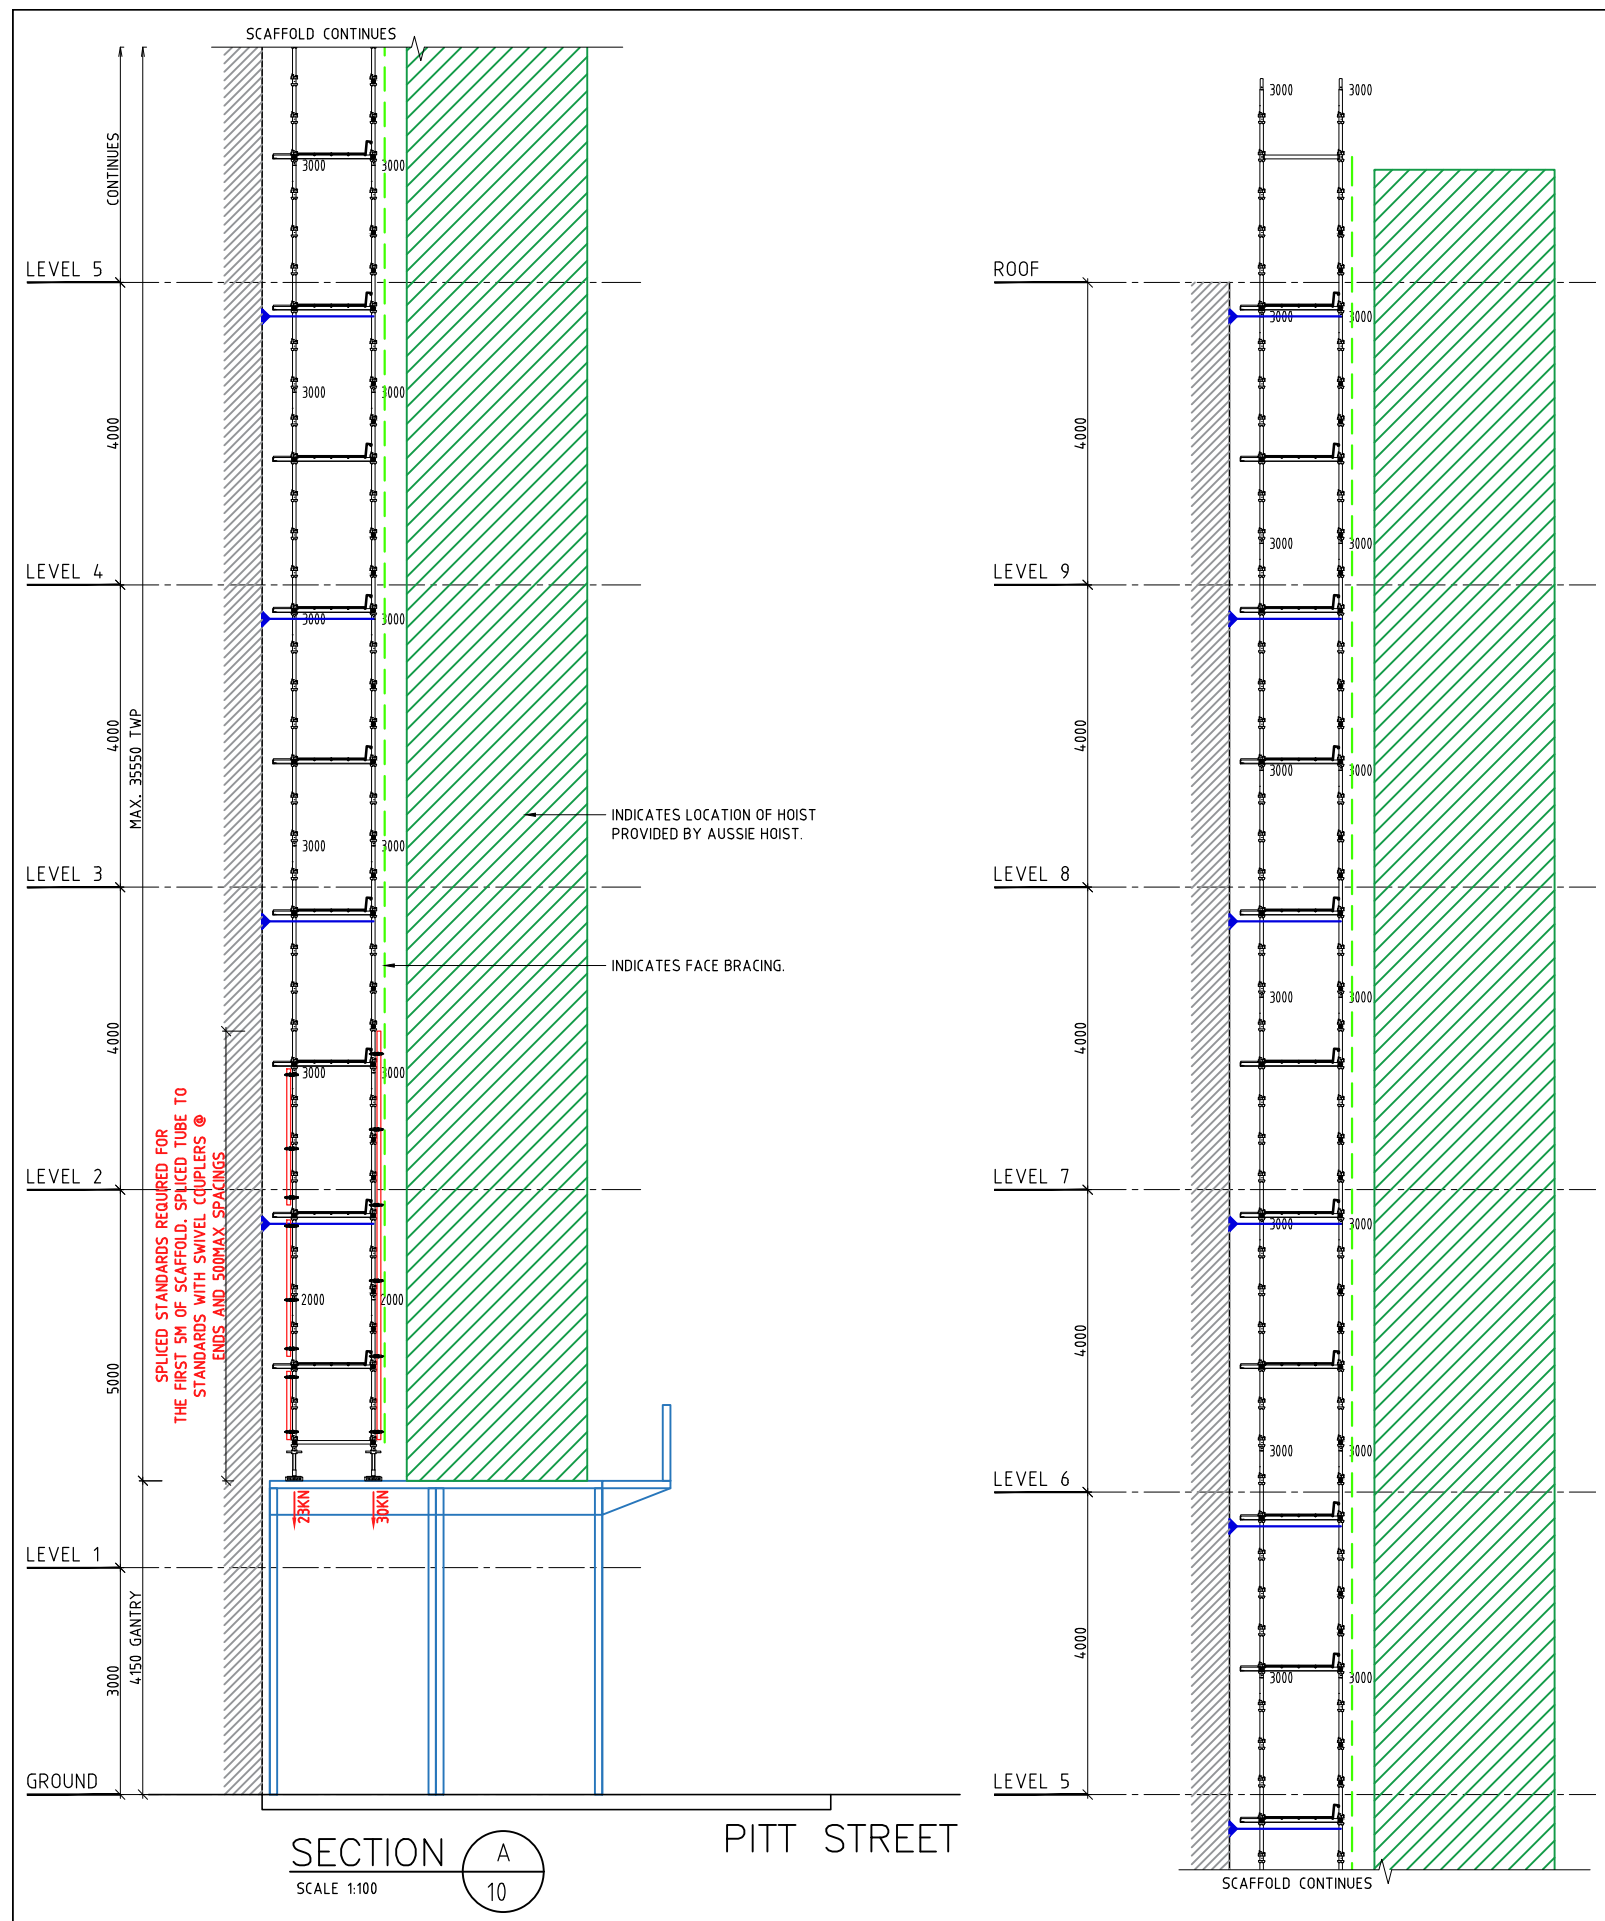 SCAFFOLD CONTINUES
CONTINUES
3000
3000
LEVEL 5
3000
3000
4000
LEVEL 4
3000
3000
4000
MAX. 35550 TWP
INDICATES LOCATION OF HOIST
PROVIDED BY AUSSIE HOIST.
3000
3000
LEVEL 3
INDICATES FACE BRACING.
4000
3000
3000
SPLICED STANDARDS REQUIRED FOR
THE FIRST 5M OF SCAFFOLD. SPLICED TUBE TO
STANDARDS WITH SWIVEL COUPLERS @
ENDS AND 500MAX SPACINGS
LEVEL 2
2000
2000
5000
23KN
30KN
LEVEL 1
4150 GANTRY
3000
GROUND
PITT STREET
SECTION
A
10
SCALE 1:100
3000
3000
ROOF
3000
3000
4000
3000
3000
LEVEL 9
4000
3000
3000
LEVEL 8
3000
3000
4000
LEVEL 7
3000
3000
4000
3000
3000
LEVEL 6
4000
3000
3000
LEVEL 5
SCAFFOLD CONTINUES